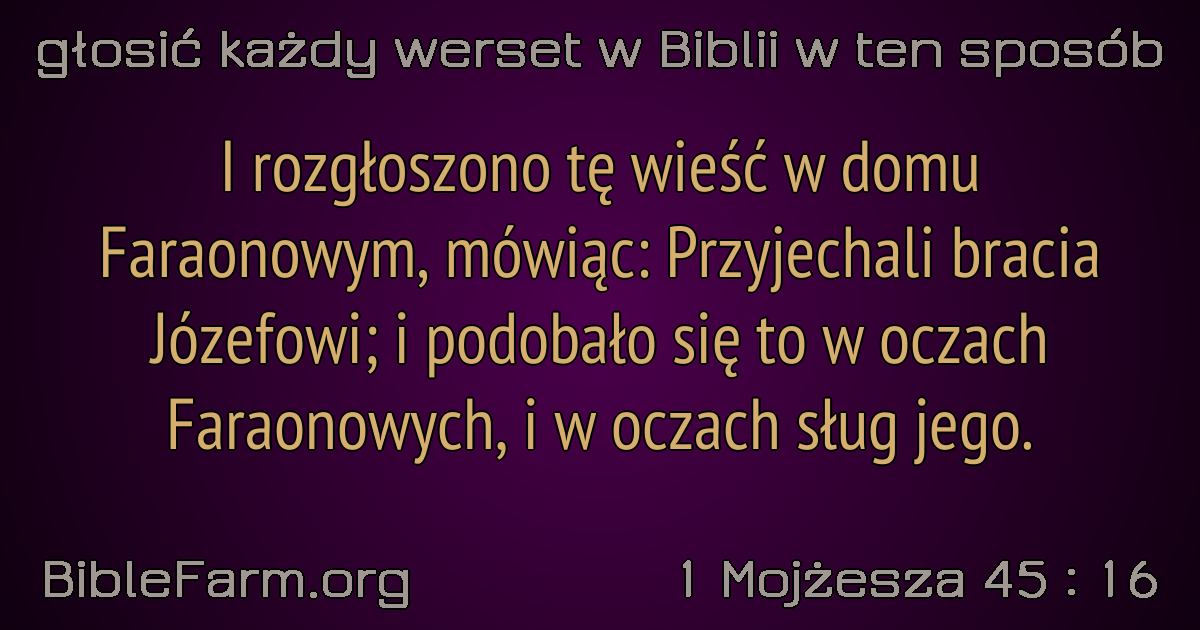 głosić każdy werset w Biblii w ten sposób
I rozgłoszono tę wieść w domu
Faraonowym, mówiąc: Przyjechali bracia
Józefowi; i podobało się to w oczach
Faraonowych, i w oczach sług jego.
BibleFarm.org
1 Mojżesza 45 : 16